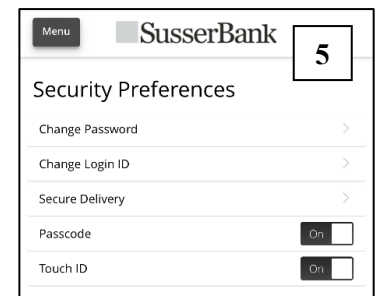 Menu
SusserBank
5
Security Preferences
Change Password
Change Login ID
Secure Delivery
Passcode On
Touch ID On